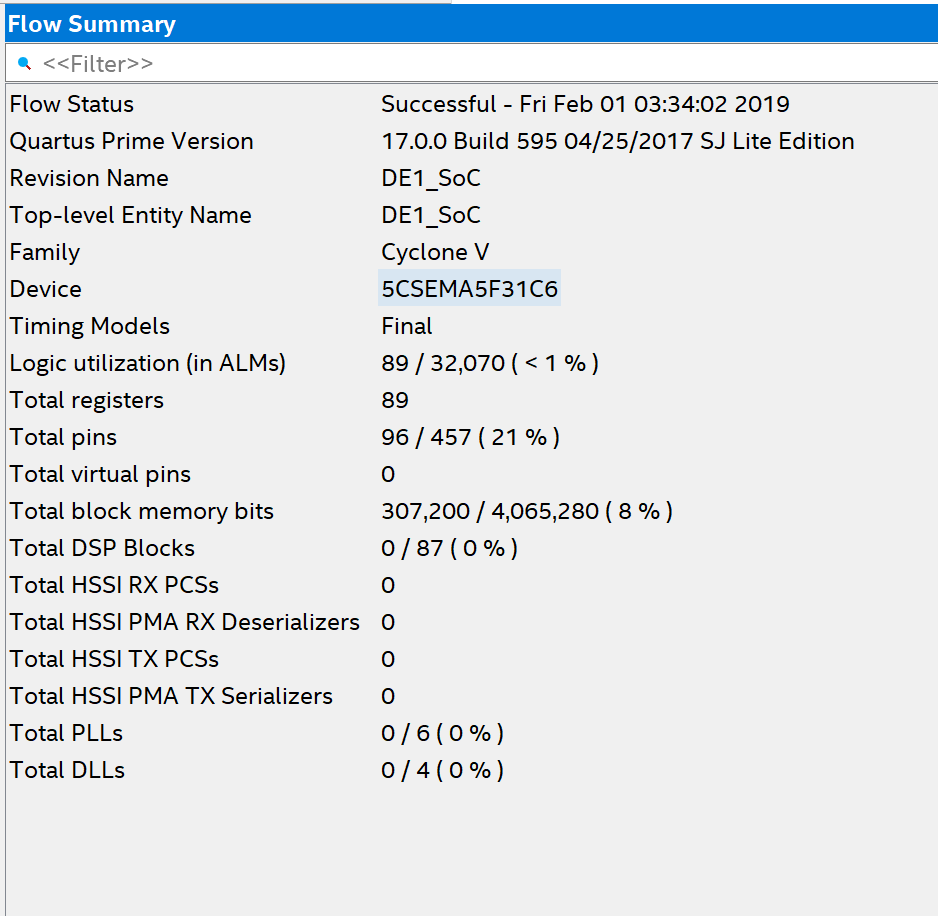 Flow Summary
<<Filter>>
Flow Status Successful - Fri Feb 01 03:34:02 2019
Quartus Prime Version 17.0.0 Build 595 04/25/2017 SJ Lite Edition
Revision Name DE1_SoC
Top-level Entity Name DE1_SoC
Family Cyclone V
Device 5CSEMA5F31C6
Timing Models Final
Logic utilization (in ALMs) 89 / 32,070 ( < 1 % )
Total registers 89
Total pins 96 / 457 ( 21 % )
Total virtual pins 0
Total block memory bits 307,200 / 4,065,280 ( 8 % )
Total DSP Blocks 0 / 87 ( 0 % )
Total HSSI RX PCSs 0
Total HSSI PMA RX Deserializers 0
Total HSSI TX PCSs 0
Total HSSI PMA TX Serializers 0
Total PLLs 0 / 6 ( 0 % )
Total DLLs 0 / 4 ( 0 % )